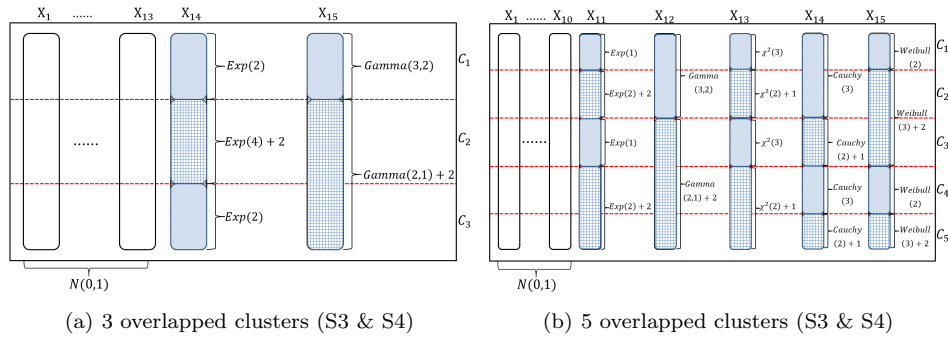 X1 ...... X13 X14 X15
Exp(2)
Gamma(3,2)
C1
......
Exp(4) + 2
C2
Gamma(2,1) + 2
Exp(2)
C3
N(0,1)
(a) 3 overlapped clusters (S3 & S4)
X1 ...... X10 X11 X12 X13 X14 X15
Exp(1)
χ²(3)
Weibull
(2)
C1
Gamma
(3,2)
Cauchy
(3)
Exp(2) + 2
χ²(2) + 1
C2
Weibull
(3) + 2
......
Exp(1)
χ²(3)
Cauchy
(2) + 1
C3
Gamma
(2,1) + 2
Cauchy
(3)
Weibull
(2)
C4
Exp(2) + 2
χ²(2) + 1
Cauchy
(2) + 1
Weibull
(3) + 2
C5
N(0,1)
(b) 5 overlapped clusters (S3 & S4)